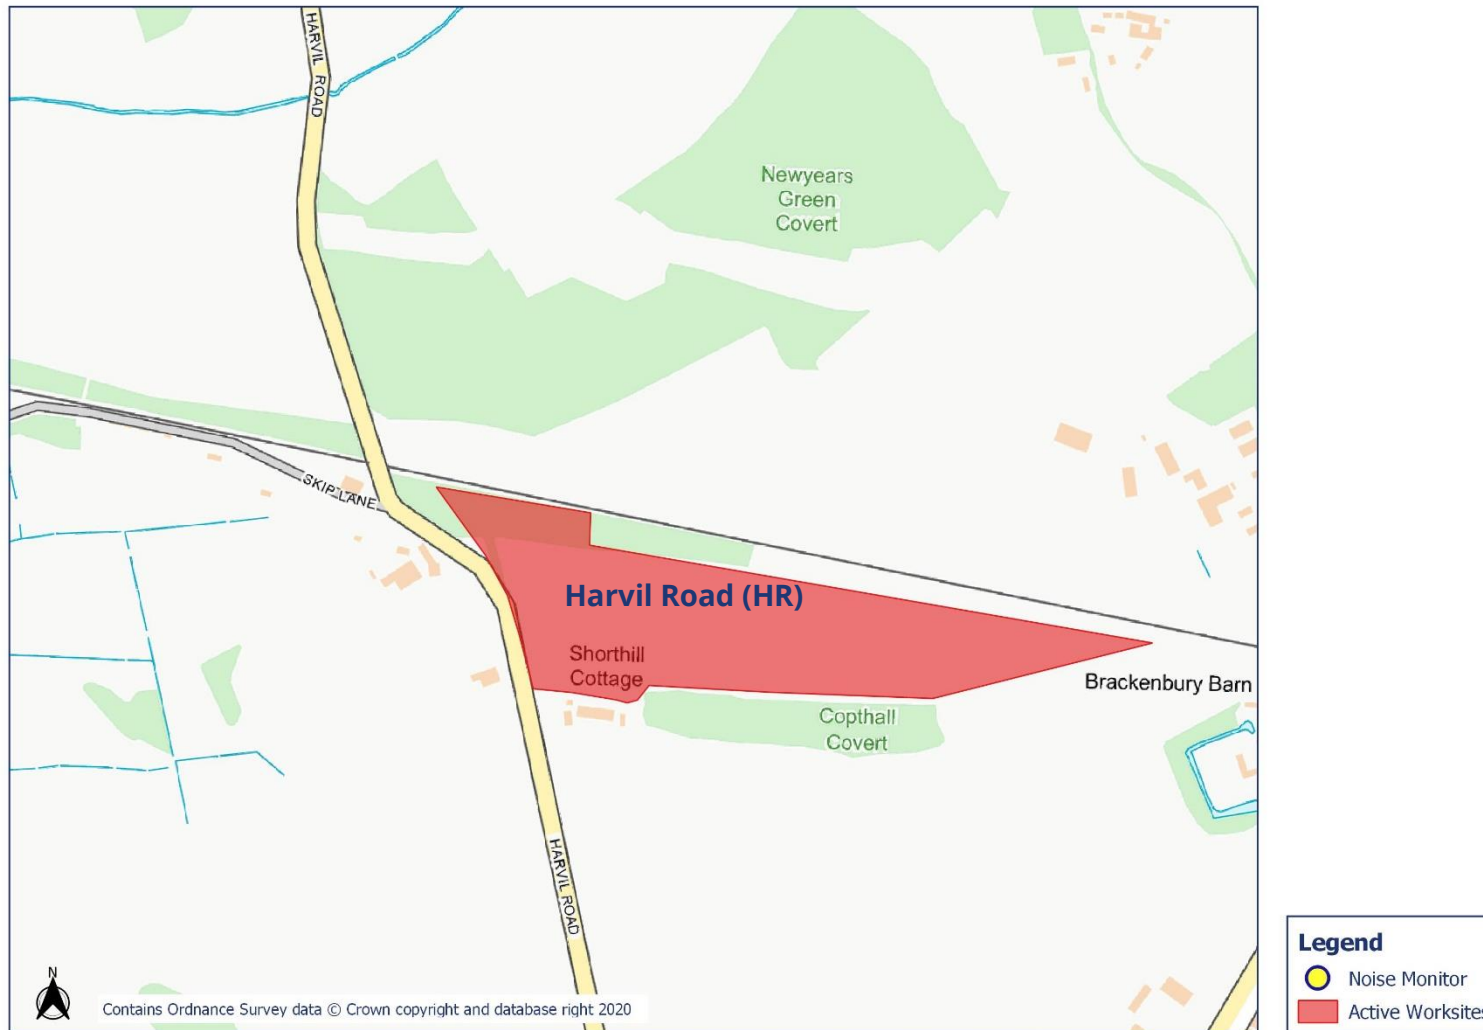 HARVIL ROAD
Newyears
Green
Covert
SKIP LANE
Harvil Road (HR)
Shorthill
Cottage
Brackenbury Barn
Copthall
Covert
HARVIL ROAD
N
Contains Ordnance Survey data © Crown copyright and database right 2020
Legend
Noise Monitor
Active Worksites